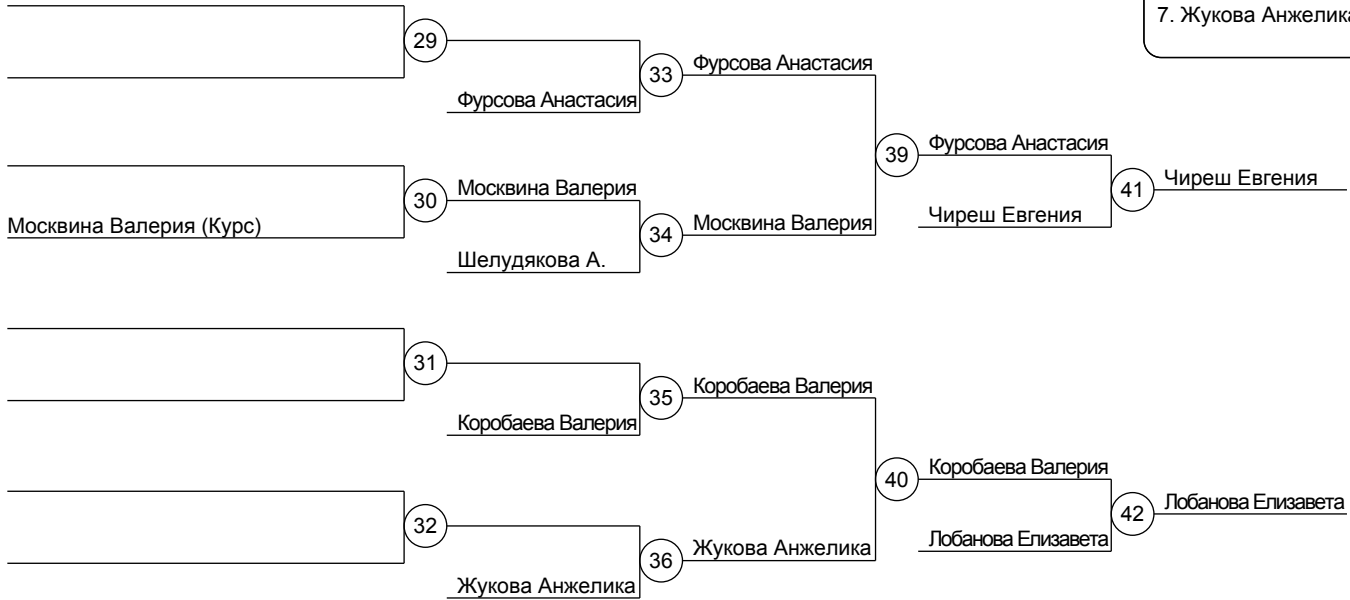 7. Жукова Анжелика
29
33
Фурсова Анастасия
Фурсова Анастасия
39
Фурсова Анастасия
41
Чиреш Евгения
30
Москвина Валерия
Москвина Валерия (Курс)
34
Москвина Валерия
Чиреш Евгения
Шелудякова А.
31
35
Коробаева Валерия
Коробаева Валерия
40
Коробаева Валерия
42
Лобанова Елизавета
32
36
Жукова Анжелика
Лобанова Елизавета
Жукова Анжелика